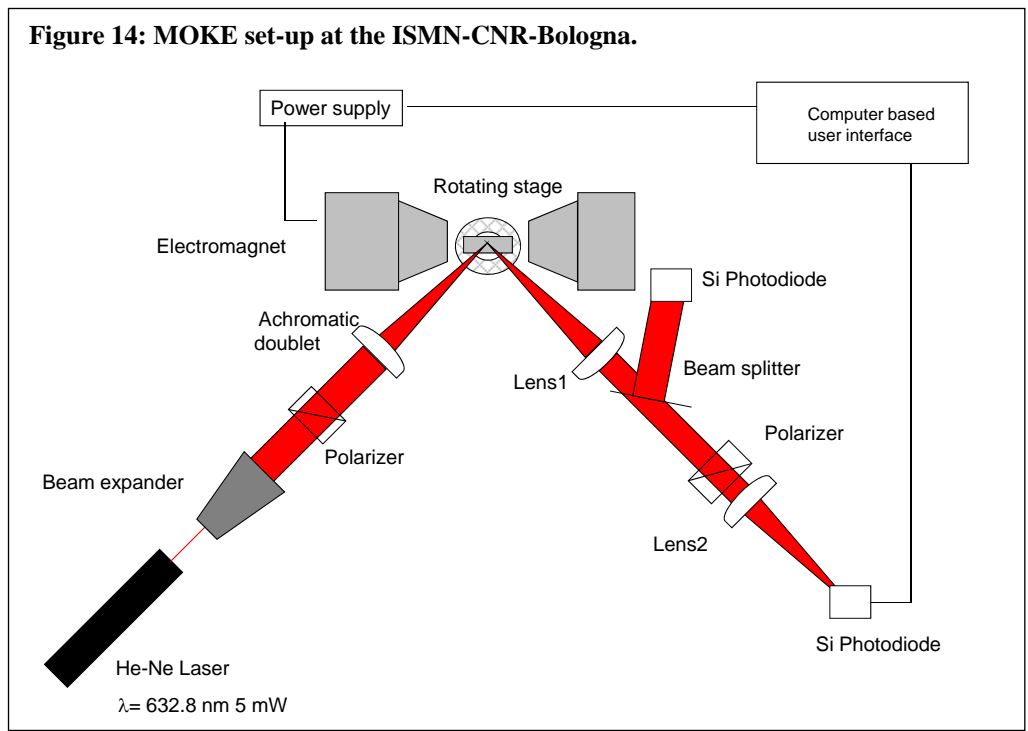 Figure 14: MOKE set-up at the ISMN-CNR-Bologna.
Power supply
Computer based
user interface
Rotating stage
Electromagnet
Si Photodiode
Achromatic
doublet
Beam splitter
Lens1
Polarizer
Polarizer
Beam expander
Lens2
Si Photodiode
He-Ne Laser
λ= 632.8 nm 5 mW